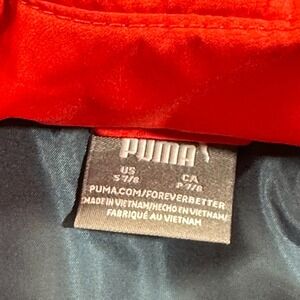 PUMA
US CA
S 7/8 P 7/8
PUMA.COM/FOREVERBETTER
MADE IN VIETNAM/HECHO EN VIETNAM/
FABRIQUÉ AU VIETNAM